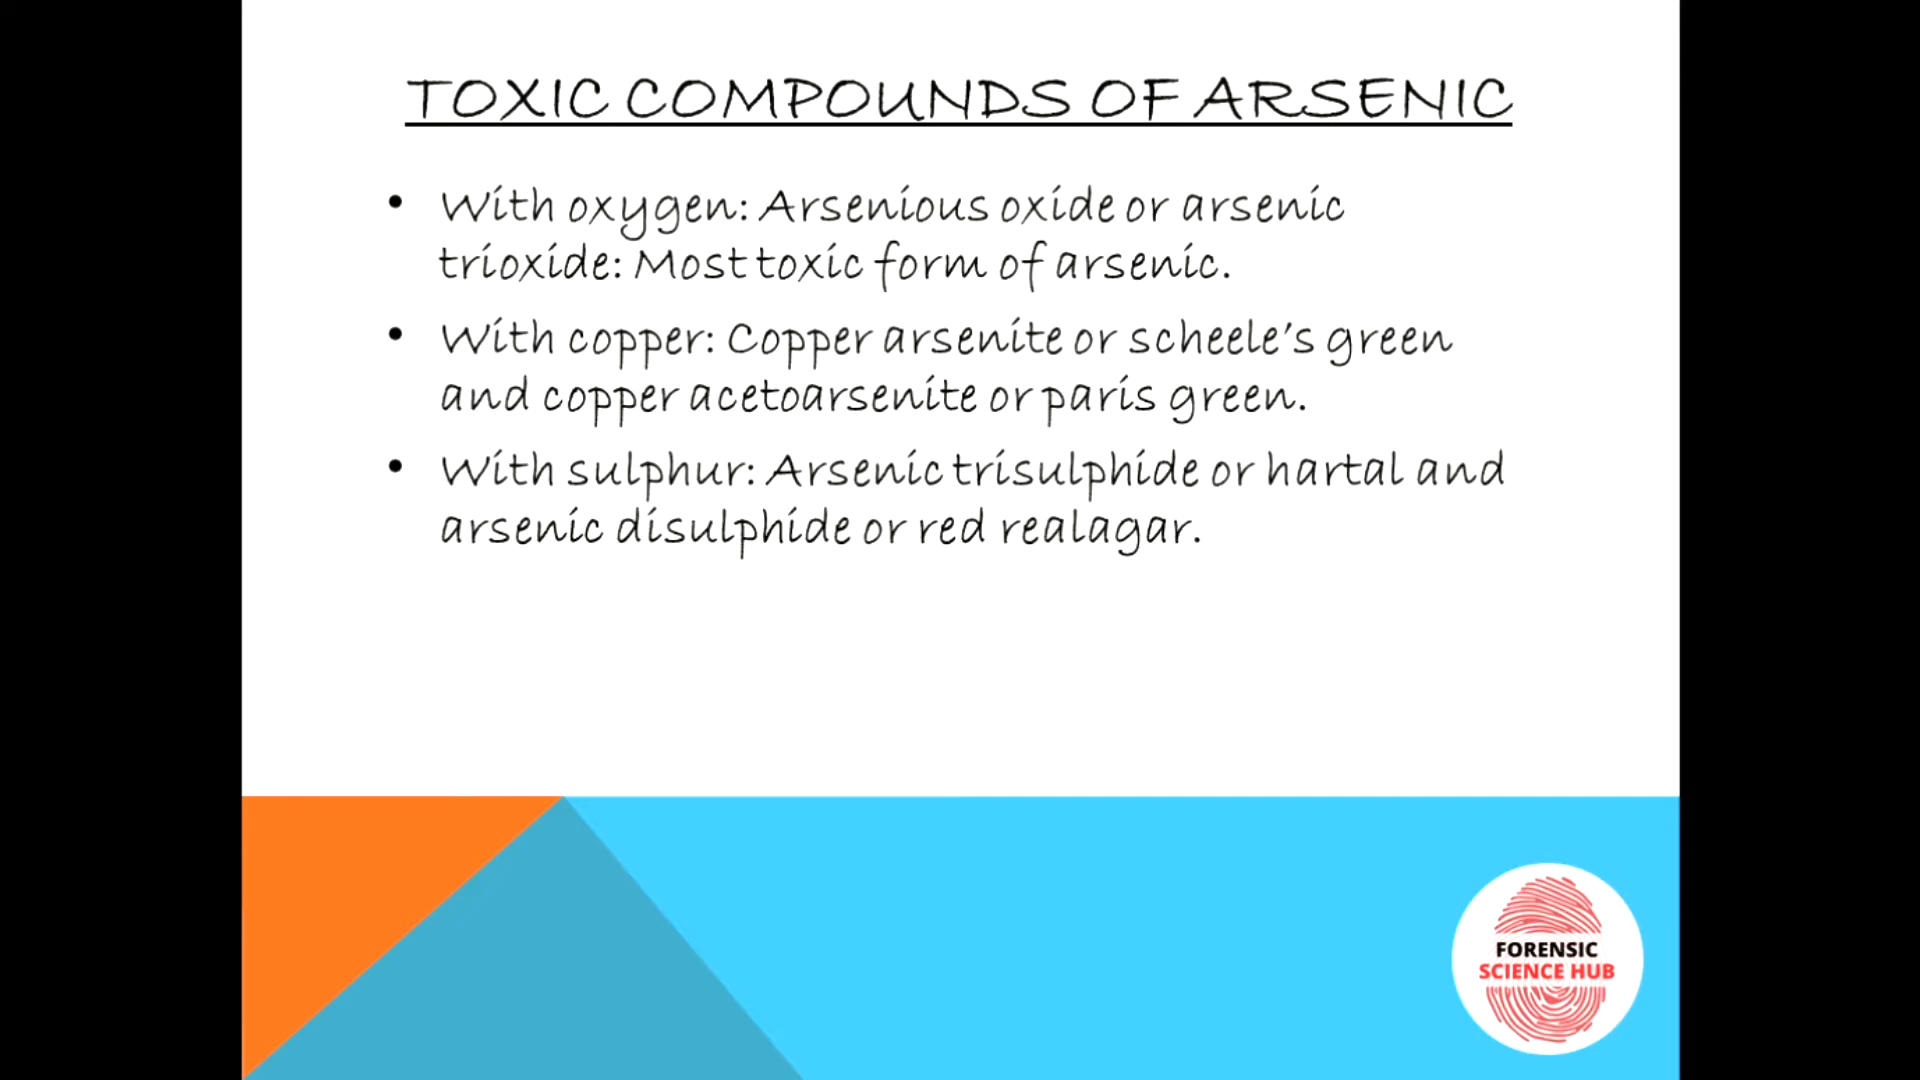 TOXIC COMPOUNDS OF ARSENIC
• With oxygen: Arsenious oxide or arsenic
trioxide: Most toxic form of arsenic.
• With copper: Copper arsenite or scheele's green
and copper acetoarsenite or paris green.
• With sulphur: Arsenic trisulphide or hartal and
arsenic disulphide or red realagar.
FORENSIC
SCIENCE HUB